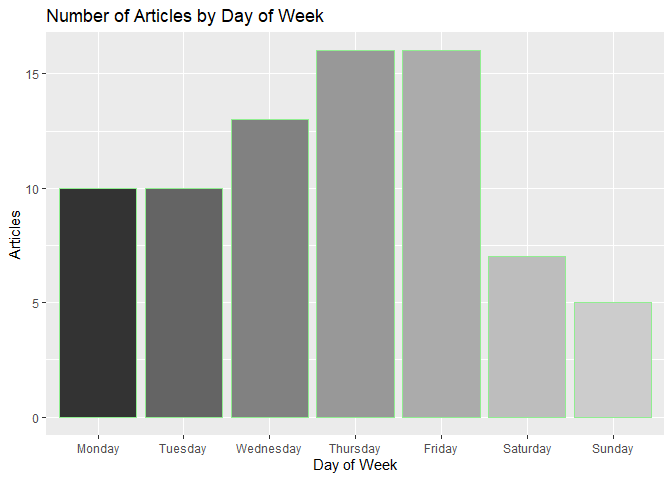 Number of Articles by Day of Week
15
10
5
0
Articles
Monday Tuesday Wednesday Thursday Friday Saturday Sunday
Day of Week